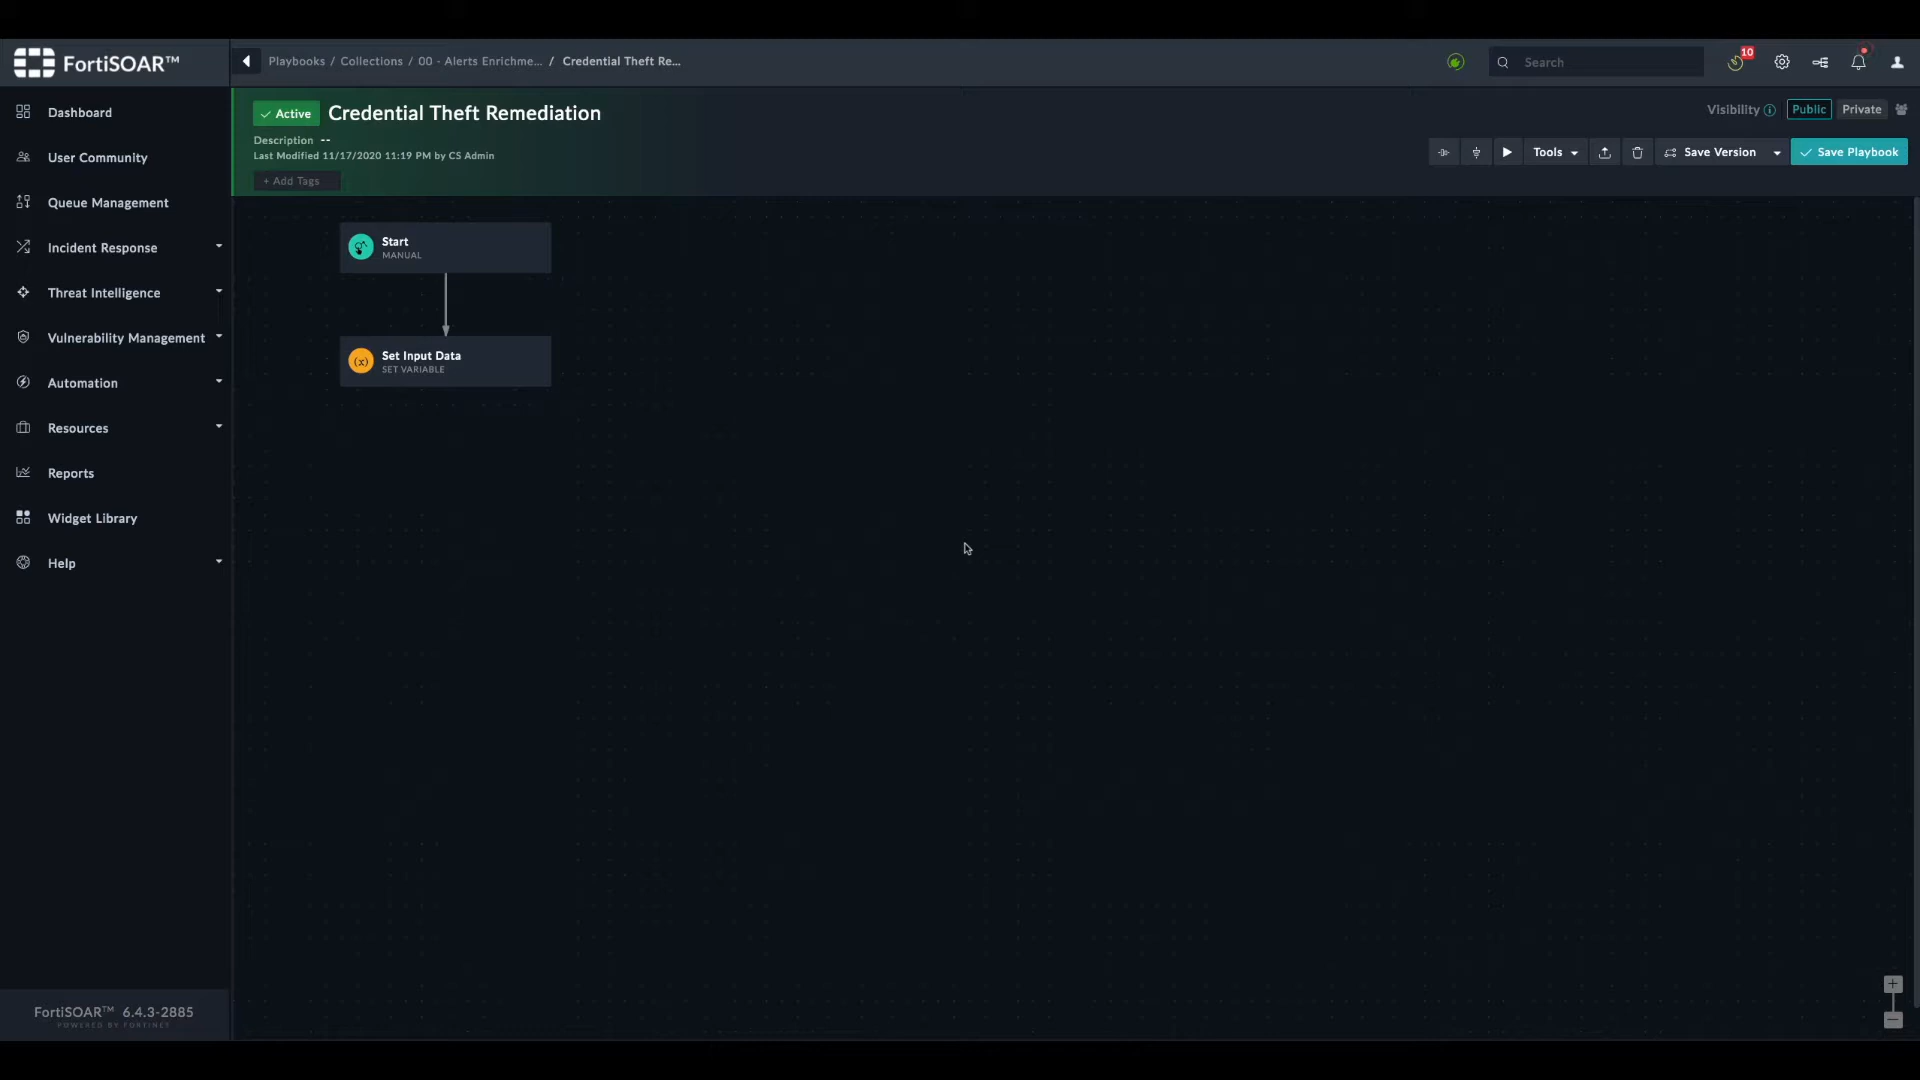 FortiSOAR™
Playbooks / Collections / 00 - Alerts Enrichme... / Credential Theft Re...
Search
10
Dashboard
User Community
Queue Management
Incident Response
Threat Intelligence
Vulnerability Management
Automation
Resources
Reports
Widget Library
Help
FortiSOAR™ 6.4.3-2885
POWERED BY FORTINET
Active Credential Theft Remediation
Description --
Last Modified 11/17/2020 11:19 PM by CS Admin
+ Add Tags
Visibility Public Private
Tools Save Version Save Playbook
Start
MANUAL
(x) Set Input Data
SET VARIABLE